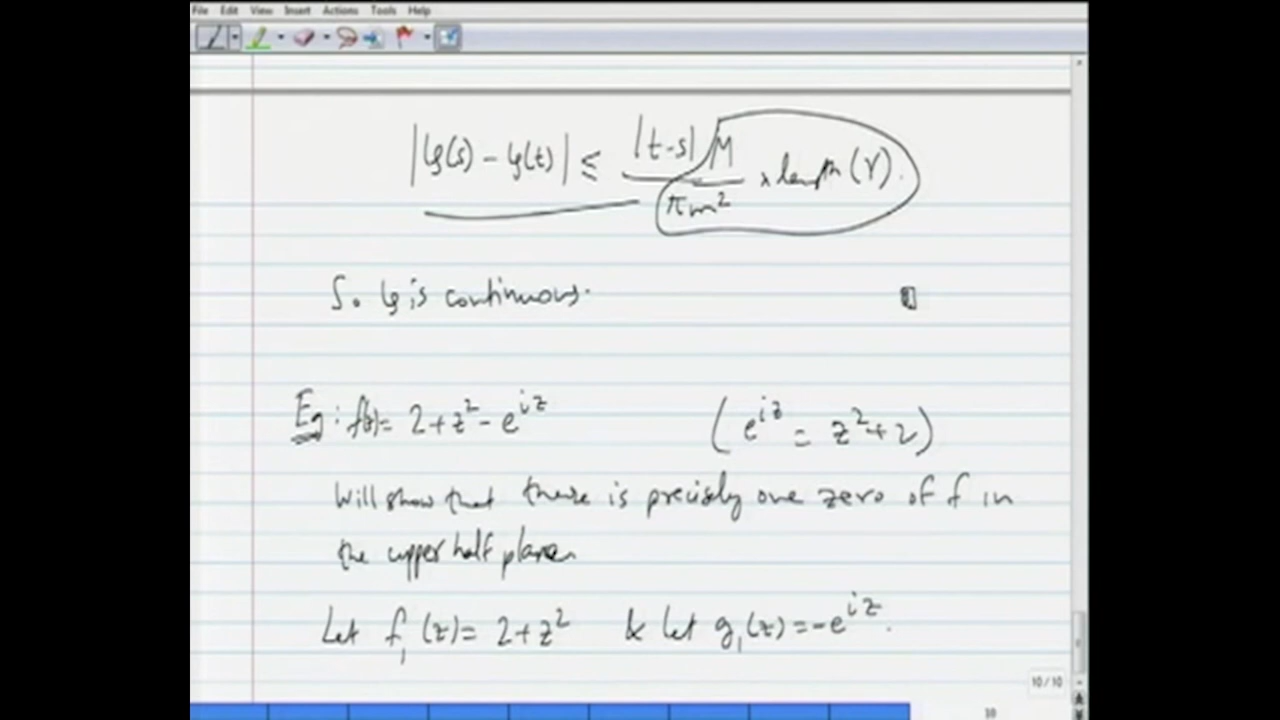 File Edit View Insert Actions Tools Help
|φ(s) - φ(t)| ≤ |t-s| M / πm² × length(γ).
So φ is continuous.
Eg: f(z) = 2+z² - e^{iz} (e^{iz} = z²+2)
Will show that there is precisely one zero of f in
the upper half plane.
Let f₁(z) = 2+z² & let g₁(z) = -e^{iz}.
10/10
10